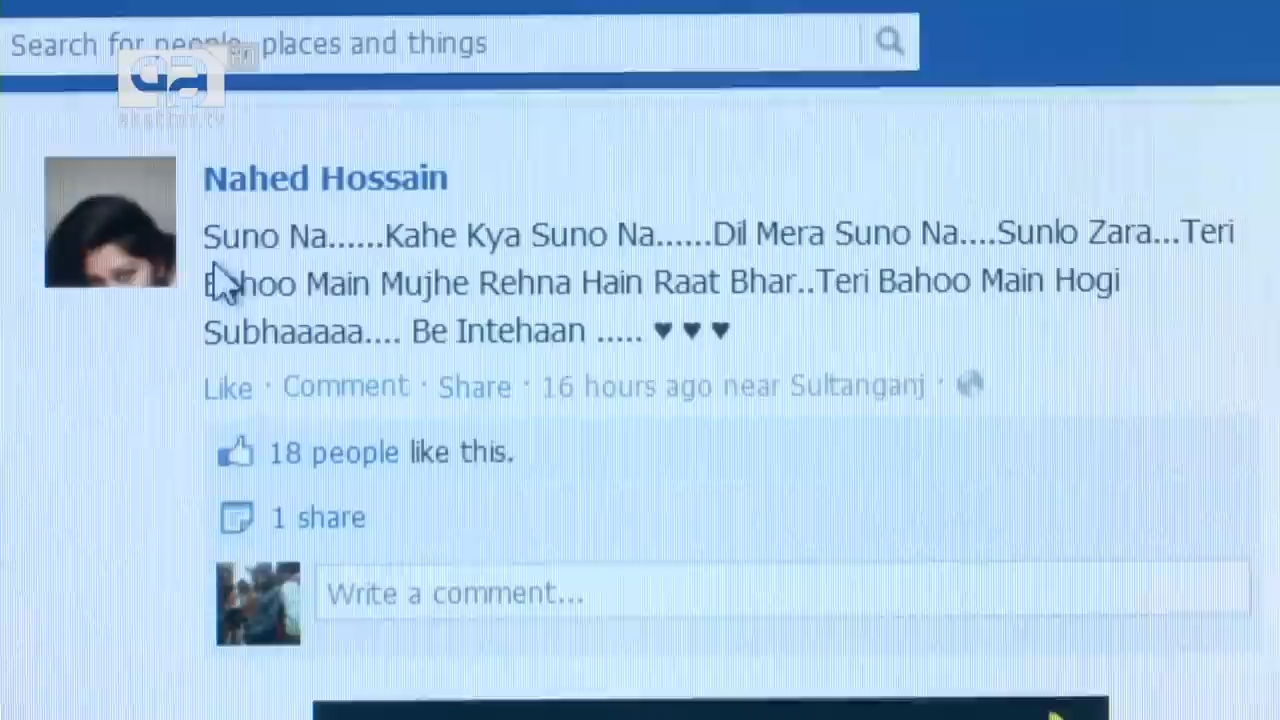 Search for people, places and things
ekattor.tv
Nahed Hossain
Suno Na......Kahe Kya Suno Na......Dil Mera Suno Na....Sunlo Zara...Teri
Bahoo Main Mujhe Rehna Hain Raat Bhar..Teri Bahoo Main Hogi
Subhaaaaa.... Be Intehaan ..... ♥ ♥ ♥
Like · Comment · Share · 16 hours ago near Sultanganj ·
18 people like this.
1 share
Write a comment...